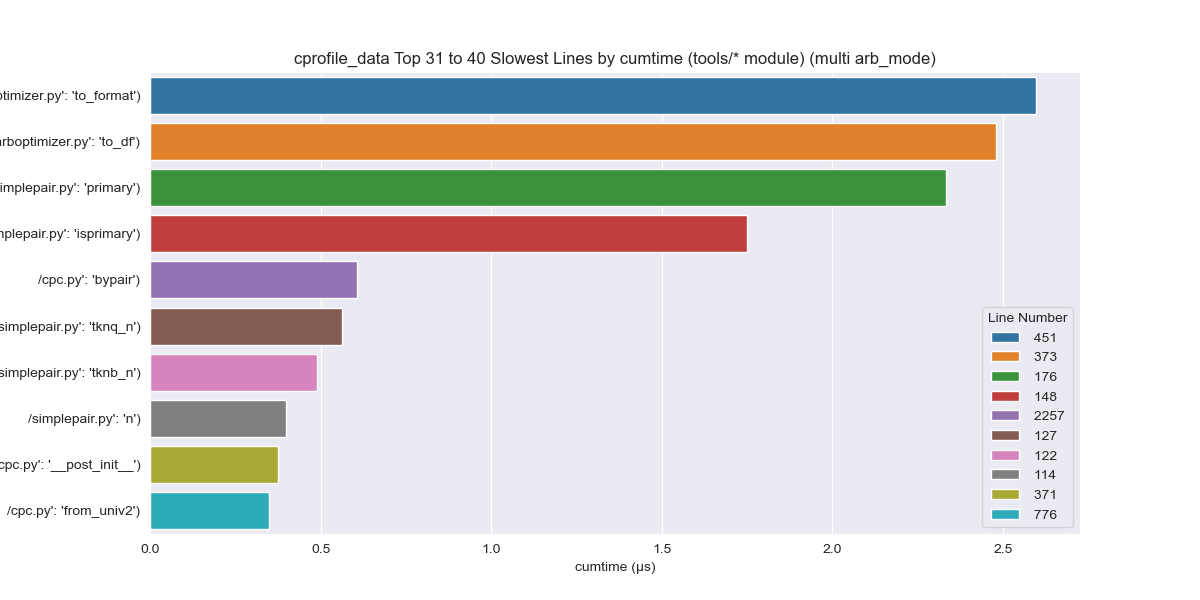 cprofile_data Top 31 to 40 Slowest Lines by cumtime (tools/* module) (multi arb_mode)
timizer.py': 'to_format')
rboptimizer.py': 'to_df')
implepair.py': 'primary')
plepair.py': 'isprimary')
/cpc.py': 'bypair')
simplepair.py': 'tknq_n')
simplepair.py': 'tknb_n')
/simplepair.py': 'n')
cpc.py': '__post_init__')
/cpc.py': 'from_univ2')
Line Number
451
373
176
148
2257
127
122
114
371
776
0.0 0.5 1.0 1.5 2.0 2.5
cumtime (µs)